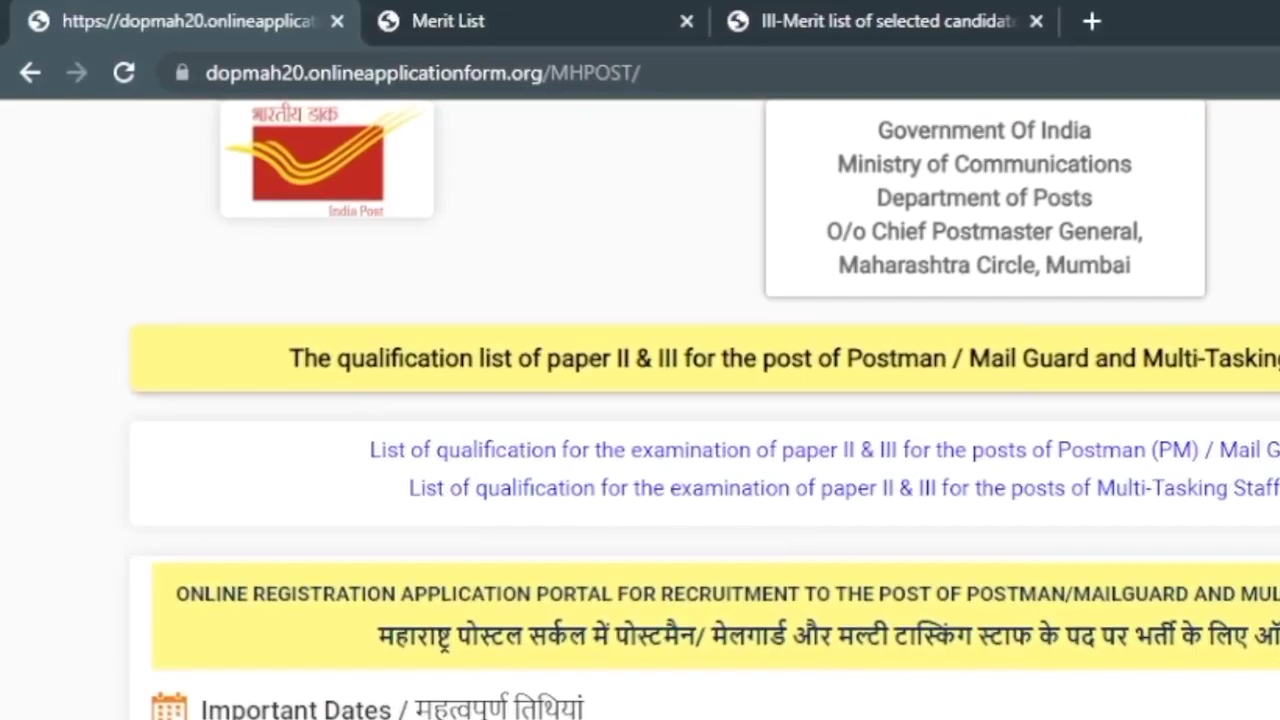 https://dopmah20.onlineapplicat
Merit List
III-Merit list of selected candidat
dopmah20.onlineapplicationform.org/MHPOST/
भारतीय डाक
India Post
Government Of India
Ministry of Communications
Department of Posts
O/o Chief Postmaster General,
Maharashtra Circle, Mumbai
The qualification list of paper II & III for the post of Postman / Mail Guard and Multi-Tasking
List of qualification for the examination of paper II & III for the posts of Postman (PM) / Mail G
List of qualification for the examination of paper II & III for the posts of Multi-Tasking Staff
ONLINE REGISTRATION APPLICATION PORTAL FOR RECRUITMENT TO THE POST OF POSTMAN/MAILGUARD AND MUL
महाराष्ट्र पोस्टल सर्कल में पोस्टमैन/ मेलगार्ड और मल्टी टास्किंग स्टाफ के पद पर भर्ती के लिए ऑ
Important Dates / महत्वपूर्ण तिथियां